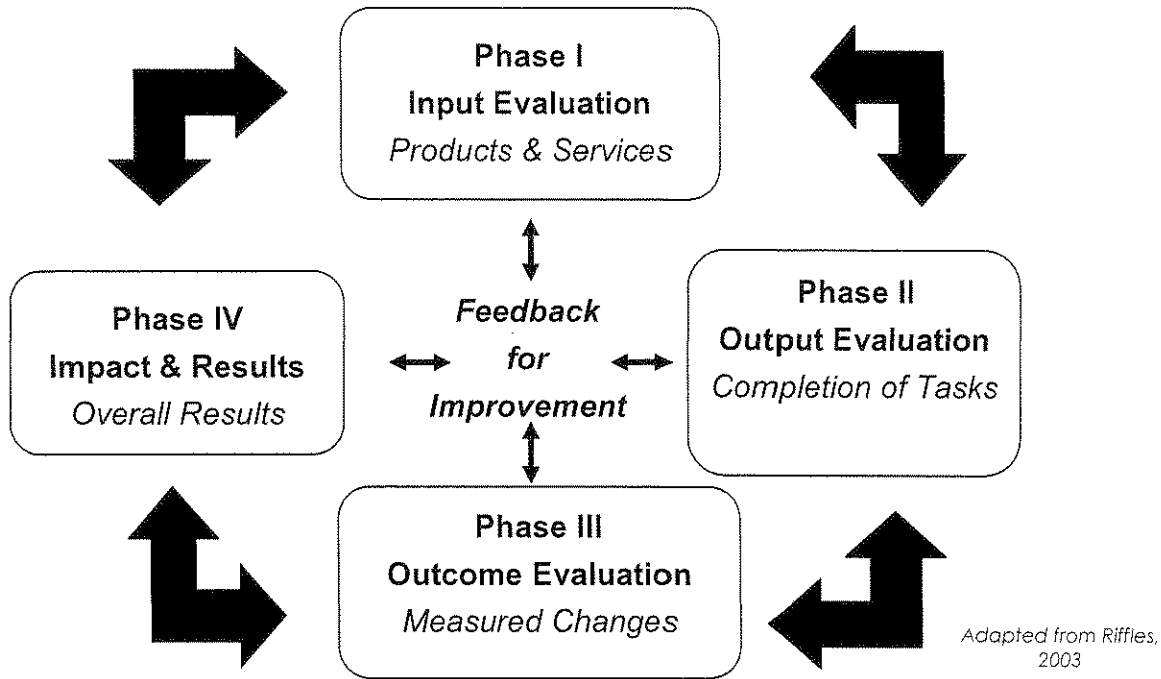 Phase I
Input Evaluation
Products & Services
Phase II
Output Evaluation
Completion of Tasks
Phase III
Outcome Evaluation
Measured Changes
Phase IV
Impact & Results
Overall Results
Feedback
for
Improvement
Adapted from Riffles,
2003